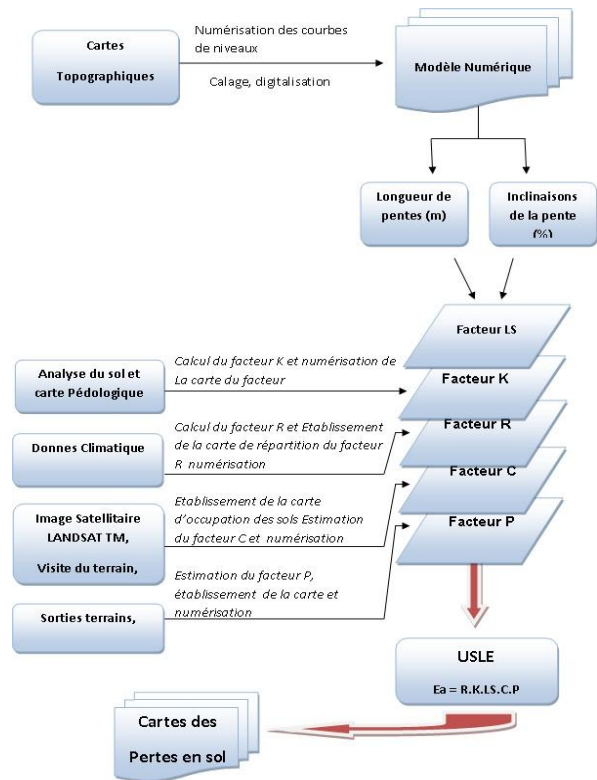 Cartes
Topographiques
Numérisation des courbes
de niveaux
Calage, digitalisation
Modèle Numérique
Longueur de
pentes (m)
Inclinaisons
de la pente
(%)
Facteur LS
Analyse du sol et
carte Pédologique
Calcul du facteur K et numérisation de
La carte du facteur
Facteur K
Donnes Climatique
Calcul du facteur R et Etablissement
de la carte de répartition du facteur
R numérisation
Facteur R
Image Satellitaire
LANDSAT TM,
Visite du terrain,
Etablissement de la carte
d'occupation des sols Estimation
du facteur C et numérisation
Facteur C
Sorties terrains,
Estimation du facteur P,
établissement de la carte et
numérisation
Facteur P
USLE
Ea = R.K.LS.C.P
Cartes des
Pertes en sol